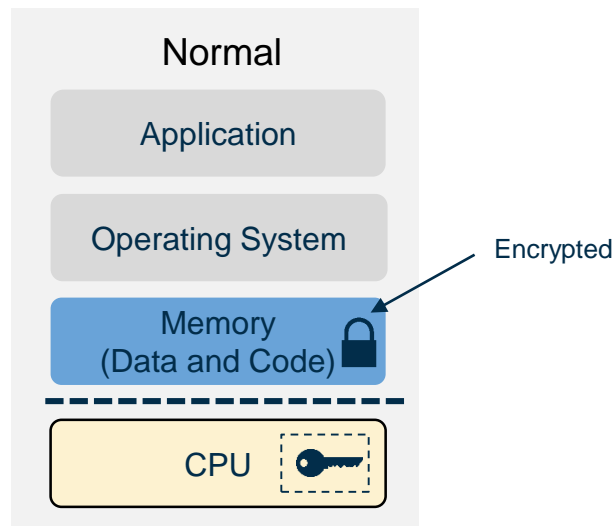 Normal
Application
Operating System
Encrypted
Memory
(Data and Code)
CPU